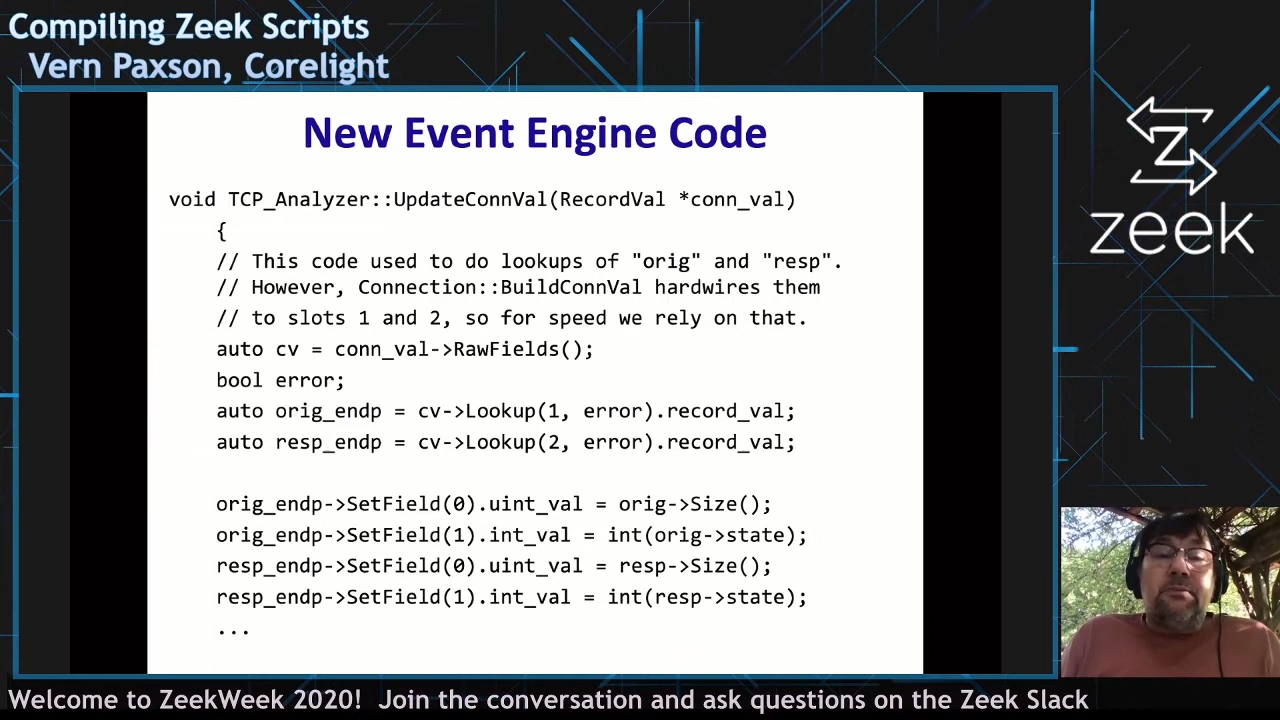 Compiling Zeek Scripts
Vern Paxson, Corelight
New Event Engine Code
void TCP_Analyzer::UpdateConnVal(RecordVal *conn_val)
{
// This code used to do lookups of "orig" and "resp".
// However, Connection::BuildConnVal hardwires them
// to slots 1 and 2, so for speed we rely on that.
auto cv = conn_val->RawFields();
bool error;
auto orig_endp = cv->Lookup(1, error).record_val;
auto resp_endp = cv->Lookup(2, error).record_val;
orig_endp->SetField(0).uint_val = orig->Size();
orig_endp->SetField(1).int_val = int(orig->state);
resp_endp->SetField(0).uint_val = resp->Size();
resp_endp->SetField(1).int_val = int(resp->state);
...
Z
zeek
Welcome to ZeekWeek 2020! Join the conversation and ask questions on the Zeek Slack